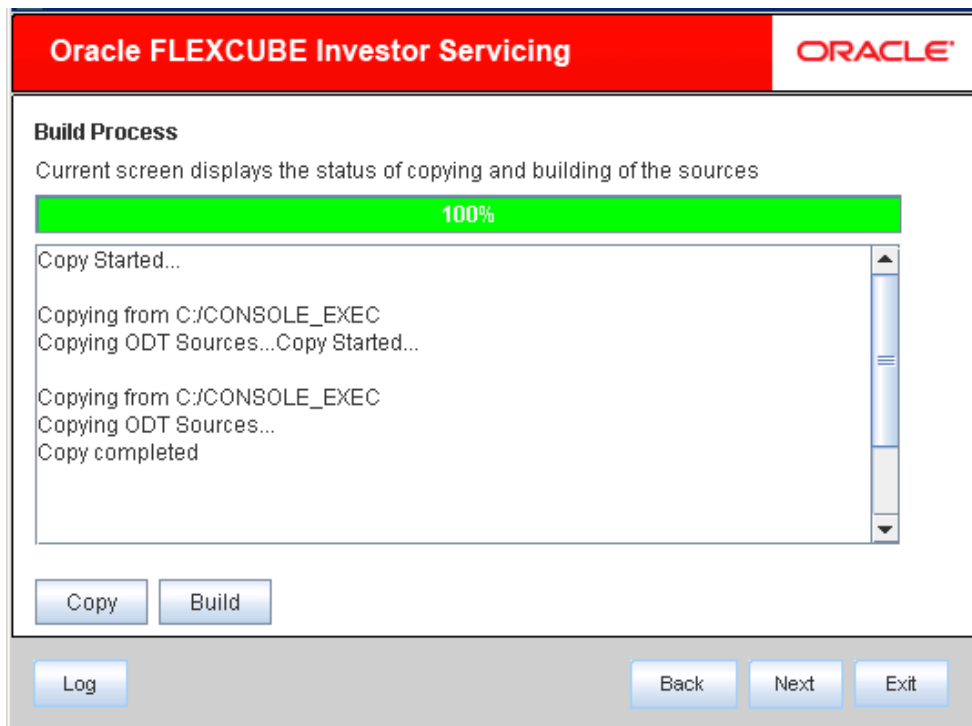 Oracle FLEXCUBE Investor Servicing
ORACLE
Build Process
Current screen displays the status of copying and building of the sources
100%
Copy Started...
Copying from C:/CONSOLE_EXEC
Copying ODT Sources...Copy Started...
Copying from C:/CONSOLE_EXEC
Copying ODT Sources...
Copy completed
Copy Build
Log Back Next Exit